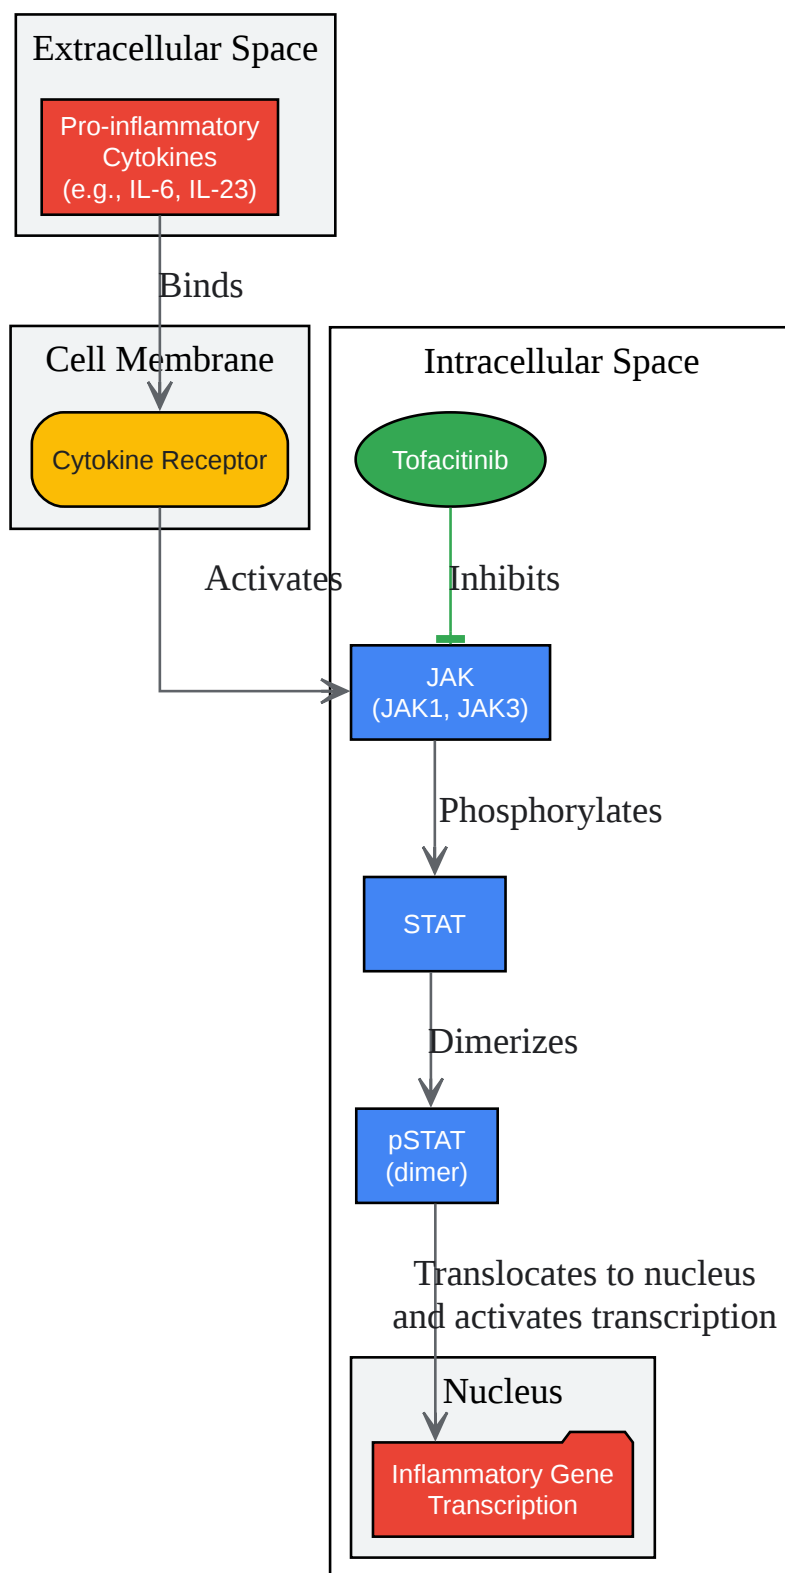 Extracellular Space
Pro-inflammatory
Cytokines
(e.g., IL-6, IL-23)
Binds
Cell Membrane
Cytokine Receptor
Intracellular Space
Tofacitinib
Activates
Inhibits
JAK
(JAK1, JAK3)
Phosphorylates
STAT
Dimerizes
pSTAT
(dimer)
Translocates to nucleus
and activates transcription
Nucleus
Inflammatory Gene
Transcription